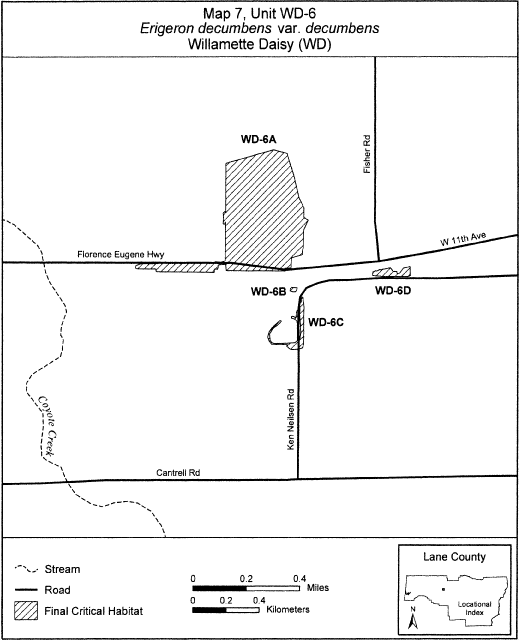 Map 7, Unit WD-6
Erigeron decumbens var. decumbens
Willamette Daisy (WD)
WD-6A
Fisher Rd
W 11th Ave
Florence Eugene Hwy
WD-6B
WD-6D
WD-6C
Ken Neilsen Rd
Coyote Creek
Cantrell Rd
Stream
Road
Final Critical Habitat
0 0.2 0.4
Miles
0 0.2 0.4
Kilometers
Lane County
Locational
Index
N